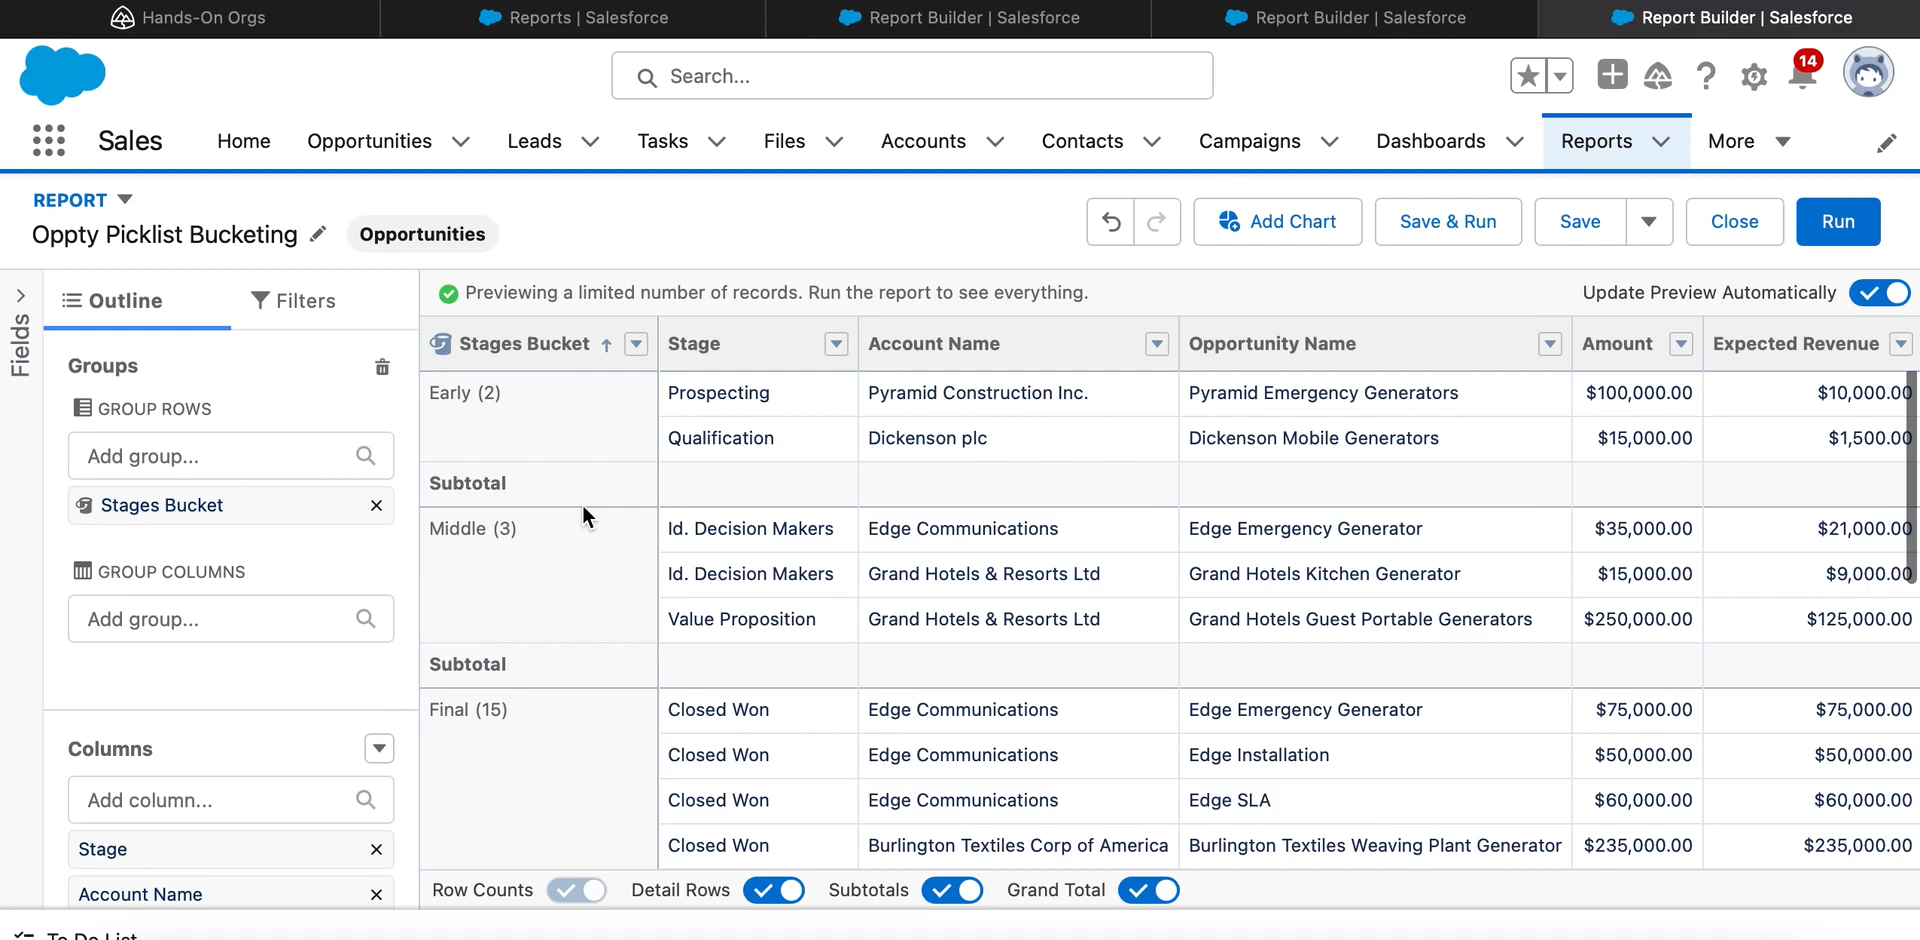 Hands-On Orgs
Reports | Salesforce
Report Builder | Salesforce
Report Builder | Salesforce
Report Builder | Salesforce
Search...
14
Sales
Home
Opportunities
Leads
Tasks
Files
Accounts
Contacts
Campaigns
Dashboards
Reports
More
REPORT
Oppty Picklist Bucketing
Opportunities
Add Chart
Save & Run
Save
Close
Run
Fields
Outline
Filters
Groups
GROUP ROWS
Add group...
Stages Bucket
GROUP COLUMNS
Add group...
Columns
Add column...
Stage
Account Name
Previewing a limited number of records. Run the report to see everything.
Update Preview Automatically
Stages Bucket Stage Account Name Opportunity Name Amount Expected Revenue
Early (2) Prospecting Pyramid Construction Inc. Pyramid Emergency Generators $100,000.00 $10,000.00
Qualification Dickenson plc Dickenson Mobile Generators $15,000.00 $1,500.00
Subtotal
Middle (3) Id. Decision Makers Edge Communications Edge Emergency Generator $35,000.00 $21,000.00
Id. Decision Makers Grand Hotels & Resorts Ltd Grand Hotels Kitchen Generator $15,000.00 $9,000.00
Value Proposition Grand Hotels & Resorts Ltd Grand Hotels Guest Portable Generators $250,000.00 $125,000.00
Subtotal
Final (15) Closed Won Edge Communications Edge Emergency Generator $75,000.00 $75,000.00
Closed Won Edge Communications Edge Installation $50,000.00 $50,000.00
Closed Won Edge Communications Edge SLA $60,000.00 $60,000.00
Closed Won Burlington Textiles Corp of America Burlington Textiles Weaving Plant Generator $235,000.00 $235,000.00
Row Counts
Detail Rows
Subtotals
Grand Total
To Do List